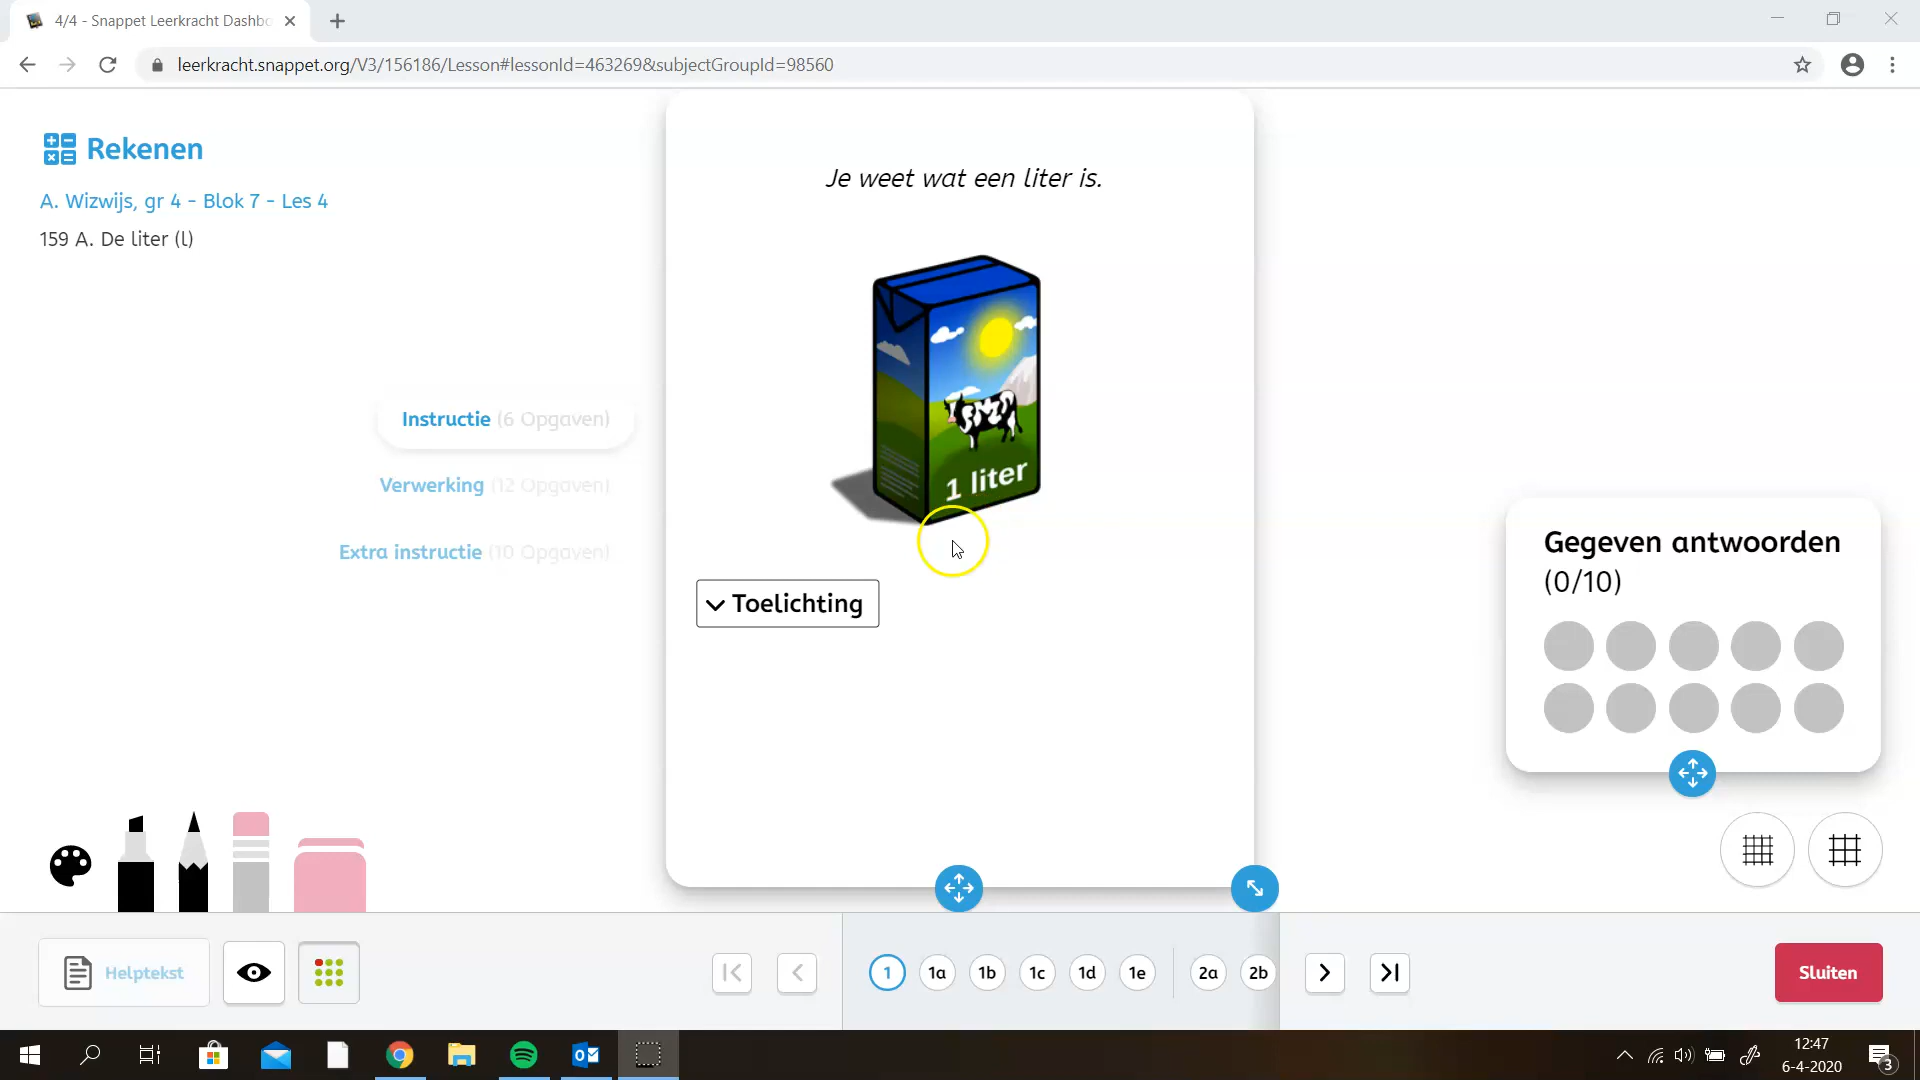 4/4 - Snappet Leerkracht Dashbo
leerkracht.snappet.org/V3/156186/Lesson#lessonId=463269&subjectGroupId=98560
Rekenen
A. Wizwijs, gr 4 - Blok 7 - Les 4
159 A. De liter (l)
Je weet wat een liter is.
1 liter
Instructie (6 Opgaven)
Verwerking (12 Opgaven)
Extra instructie (10 Opgaven)
Toelichting
Gegeven antwoorden
(0/10)
Helptekst
1 1a 1b 1c 1d 1e 2a 2b
Sluiten
12:47
6-4-2020
3